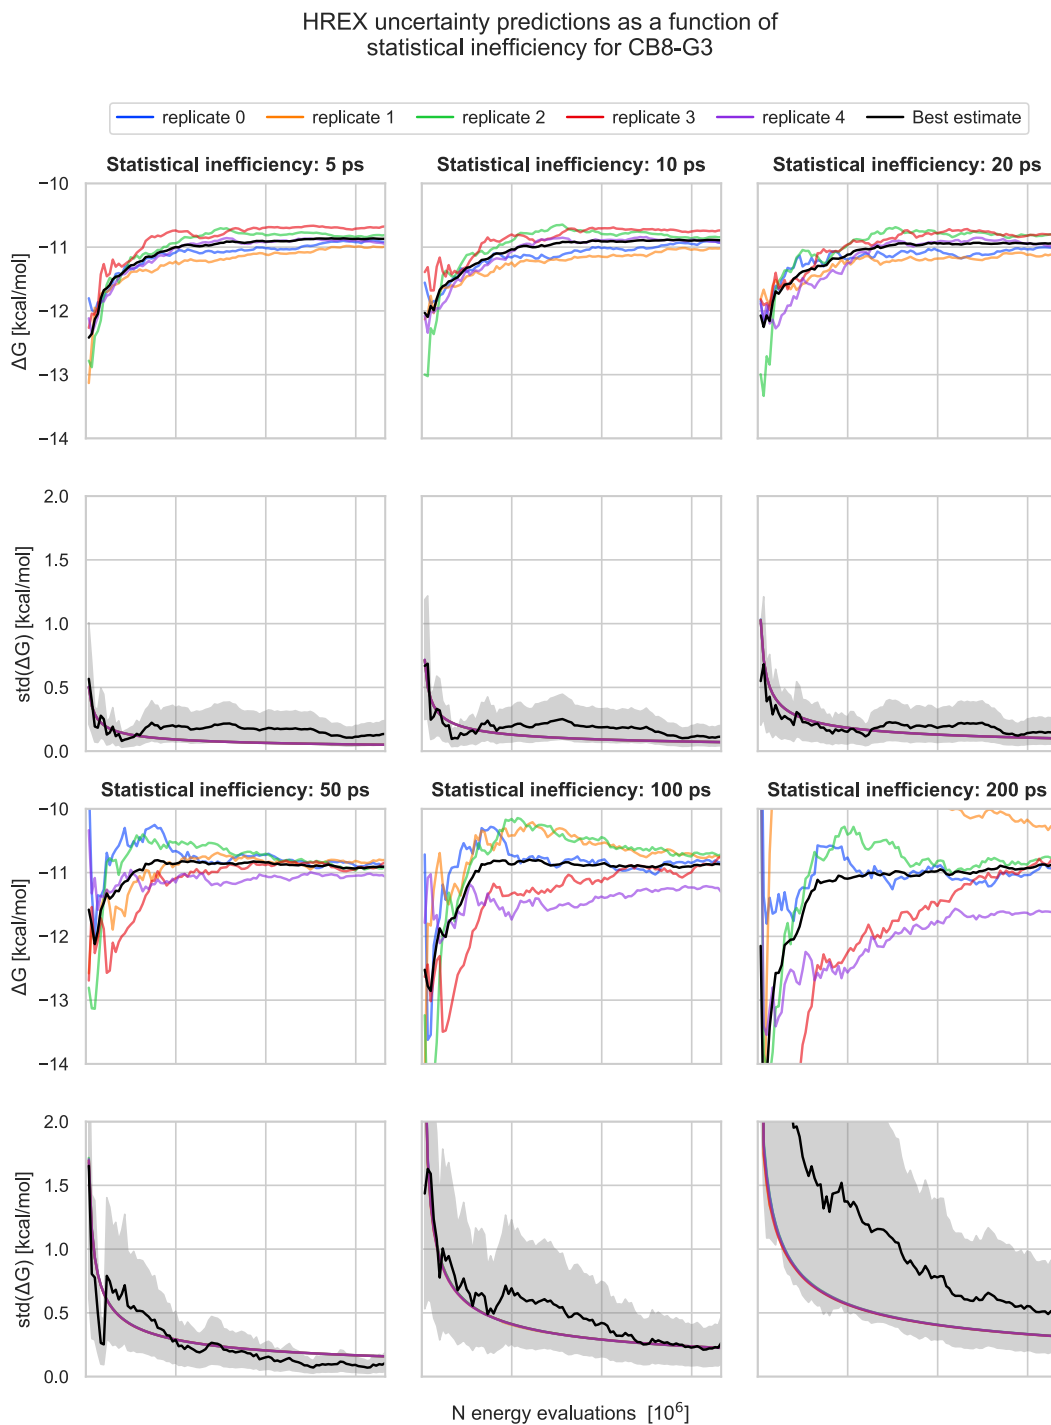 HREX uncertainty predictions as a function of
statistical inefficiency for CB8-G3
replicate 0 replicate 1 replicate 2 replicate 3 replicate 4 Best estimate
Statistical inefficiency: 5 ps Statistical inefficiency: 10 ps Statistical inefficiency: 20 ps
−10
−11
−12
−13
−14
ΔG [kcal/mol]
2.0
1.5
1.0
0.5
0.0
std(ΔG) [kcal/mol]
Statistical inefficiency: 50 ps Statistical inefficiency: 100 ps Statistical inefficiency: 200 ps
−10
−11
−12
−13
−14
ΔG [kcal/mol]
2.0
1.5
1.0
0.5
0.0
std(ΔG) [kcal/mol]
N energy evaluations [10⁶]